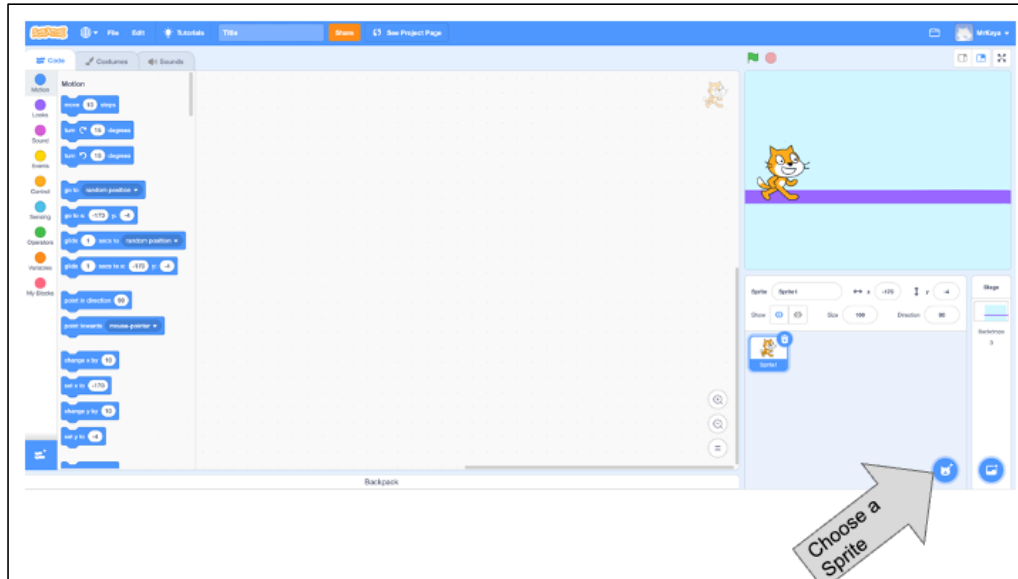 SCRATCH
File Edit Tutorials Title Share See Project Page MrKaye
Code Costumes Sounds
Motion
Looks
Sound
Events
Control
Sensing
Operators
Variables
My Blocks
Motion
move 10 steps
turn 15 degrees
turn 15 degrees
go to random position
go to x: -173 y: -4
glide 1 secs to random position
glide 1 secs to x: -173 y: -4
point in direction 90
point towards mouse-pointer
change x by 10
set x to -173
change y by 10
set y to -4
Backpack
Sprite Sprite1 x -173 y -4
Show Size 100 Direction 90
Sprite1
Stage
Backdrops
Choose a
Sprite